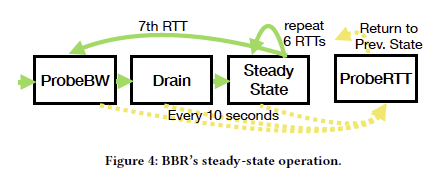 7th RTT
repeat
6 RTTs
Return to
Prev. State
ProbeBW
Drain
Steady
State
ProbeRTT
Every 10 seconds
Figure 4: BBR's steady-state operation.